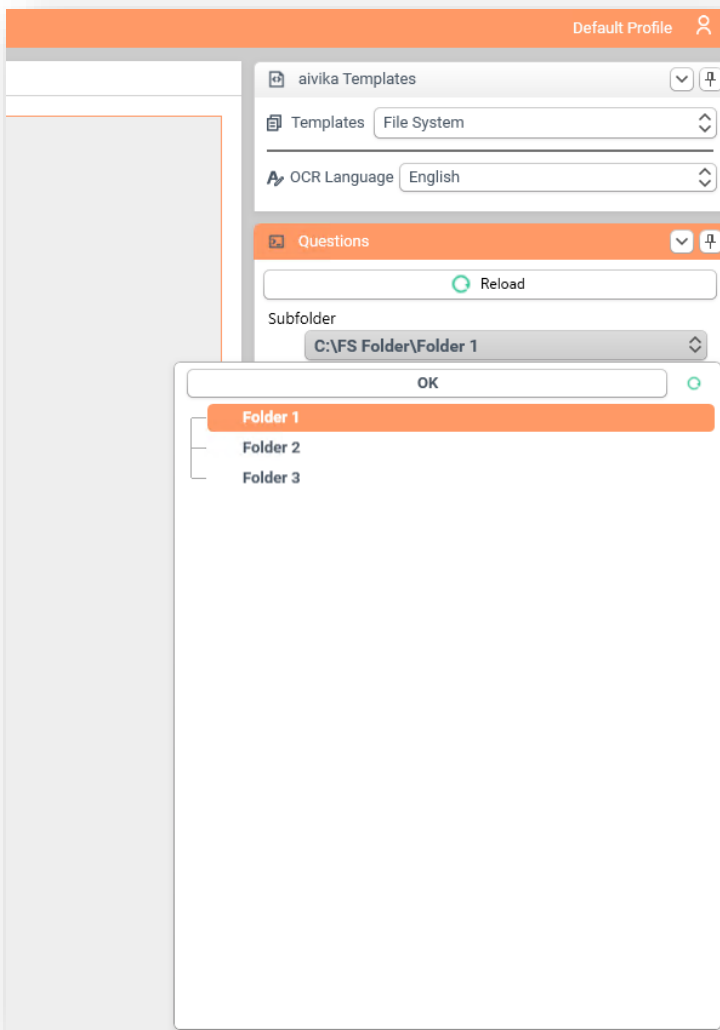 Default Profile
aivika Templates
Templates File System
OCR Language English
Questions
Reload
Subfolder
C:\FS Folder\Folder 1
OK
Folder 1
Folder 2
Folder 3